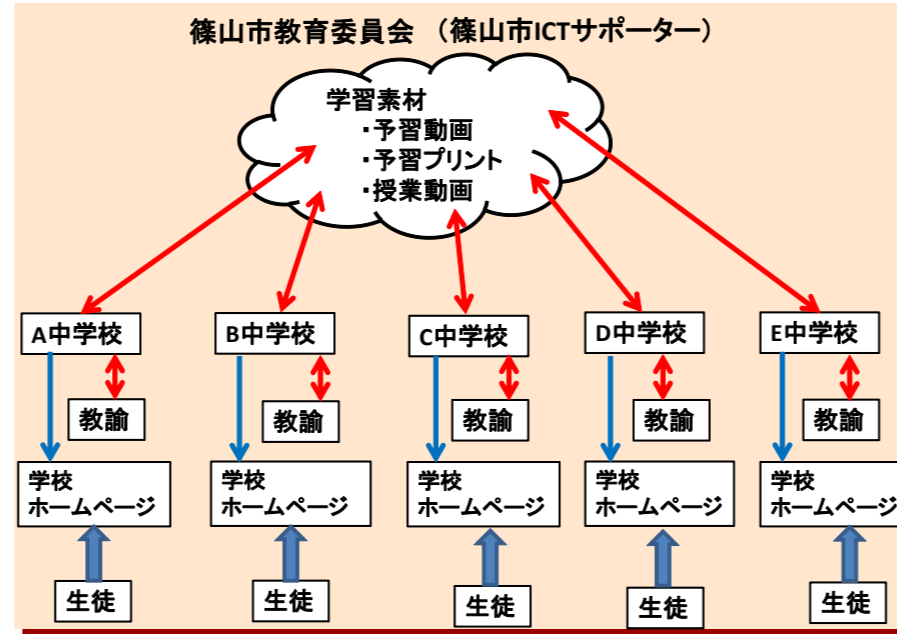 篠山市教育委員会 （篠山市ICTサポーター）
学習素材
・予習動画
・予習プリント
・授業動画
A中学校
B中学校
C中学校
D中学校
E中学校
教諭
教諭
教諭
教諭
教諭
学校
ホームページ
学校
ホームページ
学校
ホームページ
学校
ホームページ
学校
ホームページ
生徒
生徒
生徒
生徒
生徒